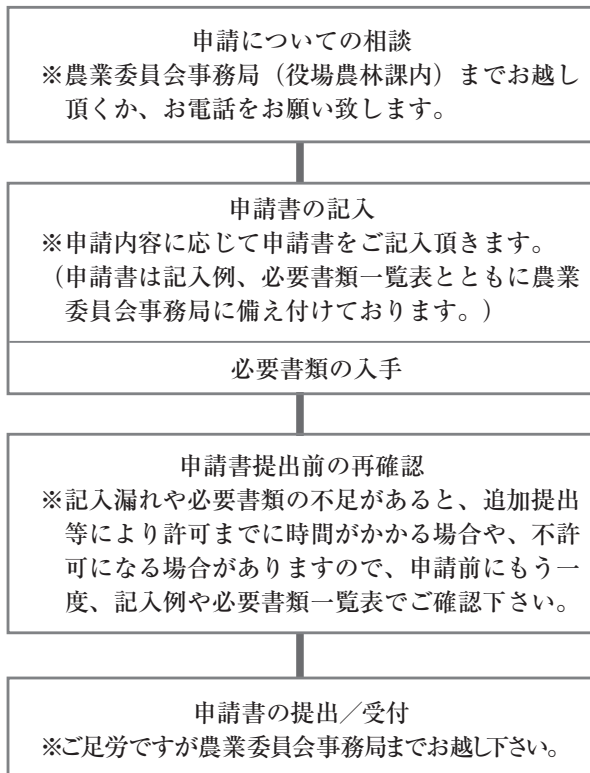 申請についての相談
※農業委員会事務局（役場農林課内）までお越し
頂くか、お電話をお願い致します。
申請書の記入
※申請内容に応じて申請書をご記入頂きます。
（申請書は記入例、必要書類一覧表とともに農業
委員会事務局に備え付けております。）
必要書類の入手
申請書提出前の再確認
※記入漏れや必要書類の不足があると、追加提出
等により許可までに時間がかかる場合や、不許
可になる場合がありますので、申請前にもう一
度、記入例や必要書類一覧表でご確認下さい。
申請書の提出／受付
※ご足労ですが農業委員会事務局までお越し下さい。